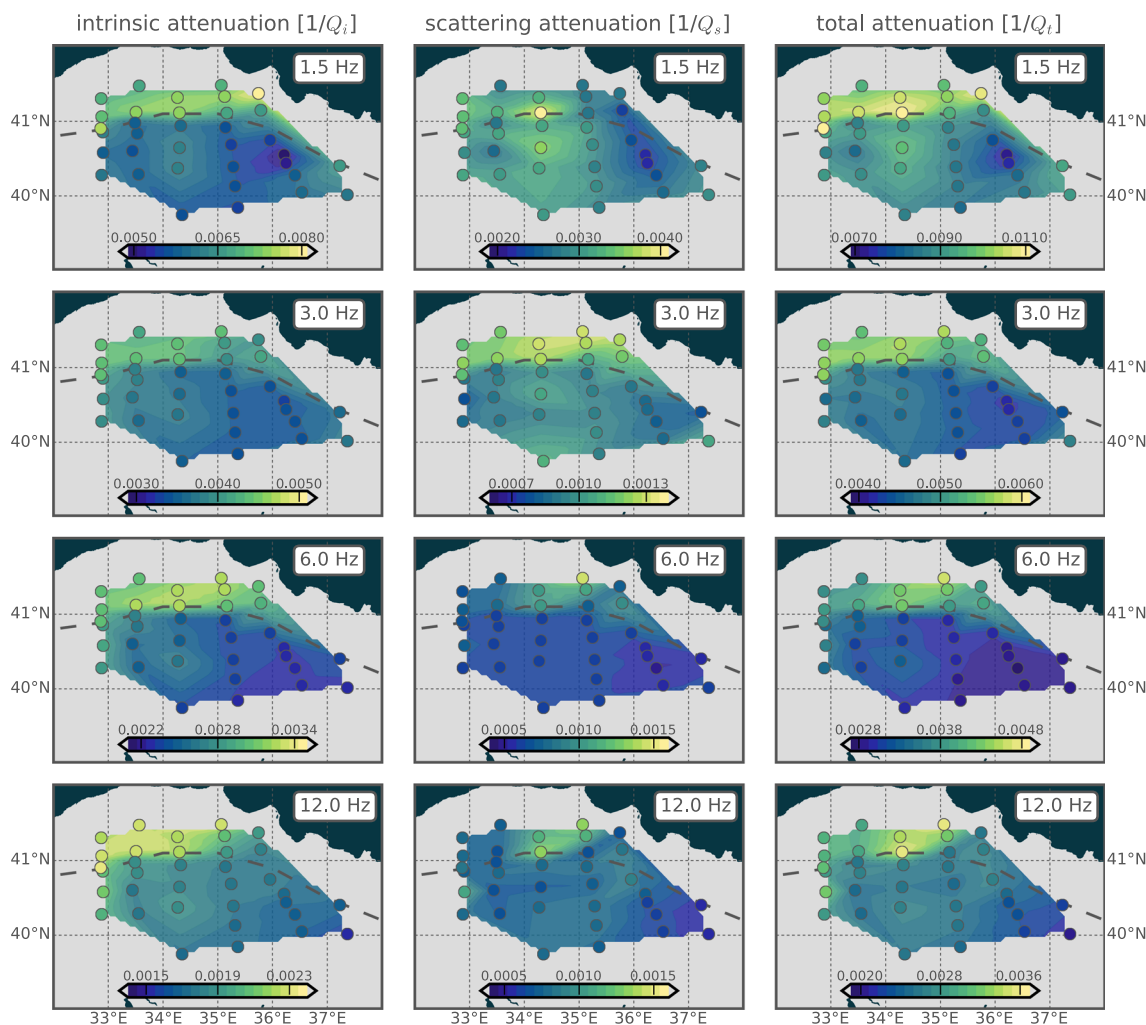 intrinsic attenuation [1/Qi] scattering attenuation [1/Qs] total attenuation [1/Qt]
1.5 Hz 1.5 Hz 1.5 Hz
41°N 41°N
40°N 40°N
0.0050 0.0065 0.0080 0.0020 0.0030 0.0040 0.0070 0.0090 0.0110
3.0 Hz 3.0 Hz 3.0 Hz
41°N 41°N
40°N 40°N
0.0030 0.0040 0.0050 0.0007 0.0010 0.0013 0.0040 0.0050 0.0060
6.0 Hz 6.0 Hz 6.0 Hz
41°N 41°N
40°N 40°N
0.0022 0.0028 0.0034 0.0005 0.0010 0.0015 0.0028 0.0038 0.0048
12.0 Hz 12.0 Hz 12.0 Hz
41°N 41°N
40°N 40°N
0.0015 0.0019 0.0023 0.0005 0.0010 0.0015 0.0020 0.0028 0.0036
33°E 34°E 35°E 36°E 37°E 33°E 34°E 35°E 36°E 37°E 33°E 34°E 35°E 36°E 37°E